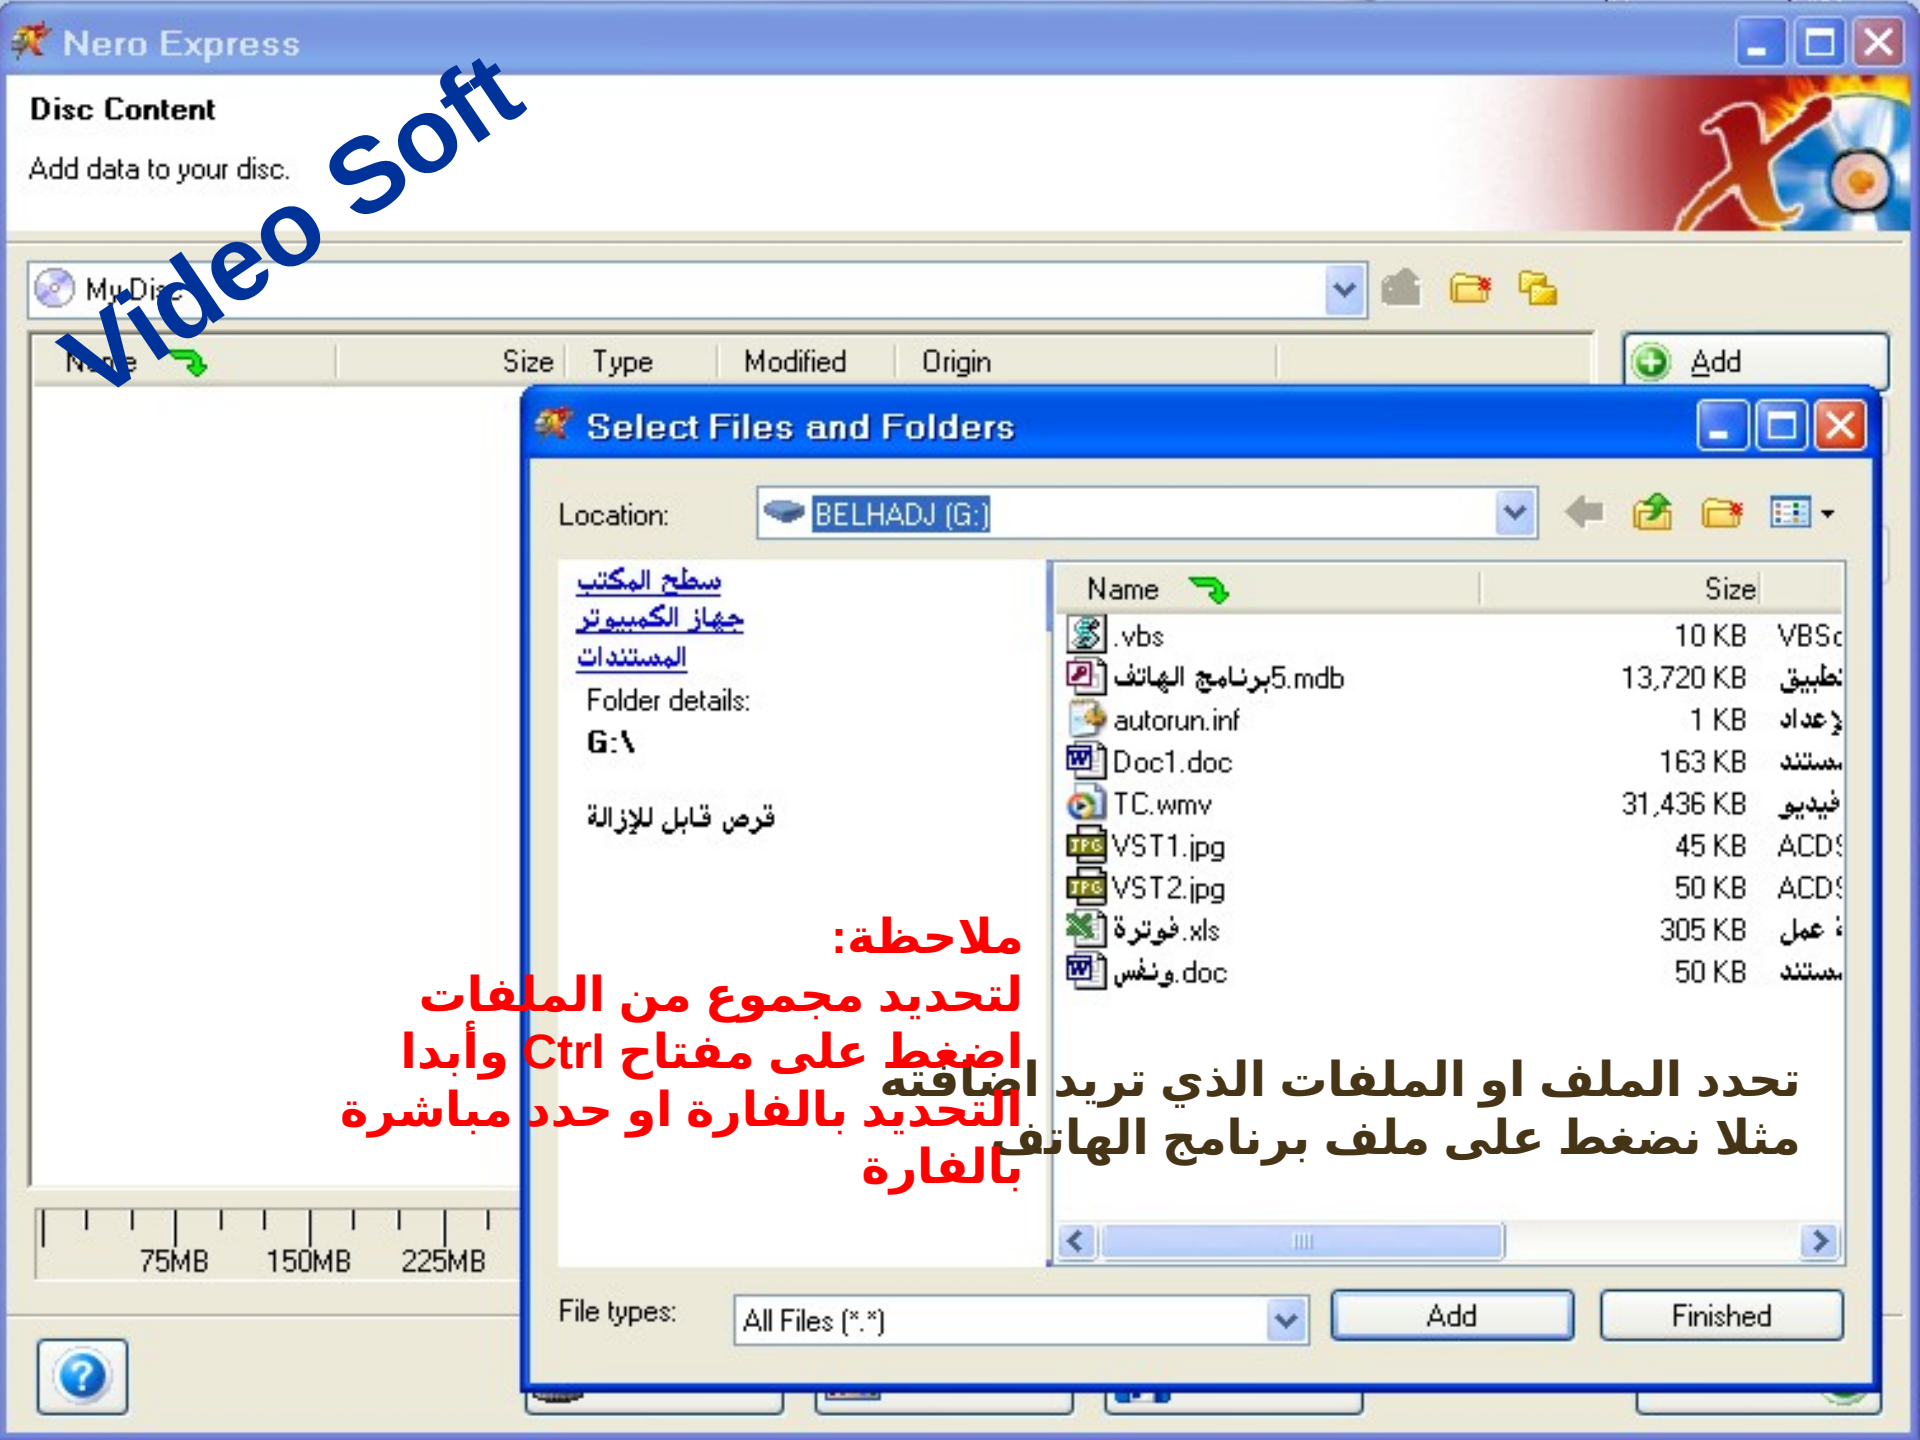 Nero Express
Disc Content
Add data to your disc.
Video Soft
My Disc
Name Size Type Modified Origin
Add
Select Files and Folders
Location: BELHADJ (G:)
سطح المكتب
جهاز الكمبيوتر
المستندات
Folder details:
G:\
قرص قابل للإزالة
Name Size
.vbs 10 KB
برنامج الهاتف5.mdb 13,720 KB
autorun.inf 1 KB
Doc1.doc 163 KB
TC.wmv 31,436 KB فيديو
VST1.jpg 45 KB
VST2.jpg 50 KB
فوترة.xls 305 KB عمل
ونفس.doc 50 KB
ملاحظة:
لتحديد مجموع من الملفات
اضغط على مفتاح Ctrl وأبدا
التحديد بالفارة او حدد مباشرة
بالفارة
تحدد الملف او الملفات الذي تريد اضافته
مثلا نضغط على ملف برنامج الهاتف
75MB 150MB 225MB
File types: All Files (*.*)
Add
Finished